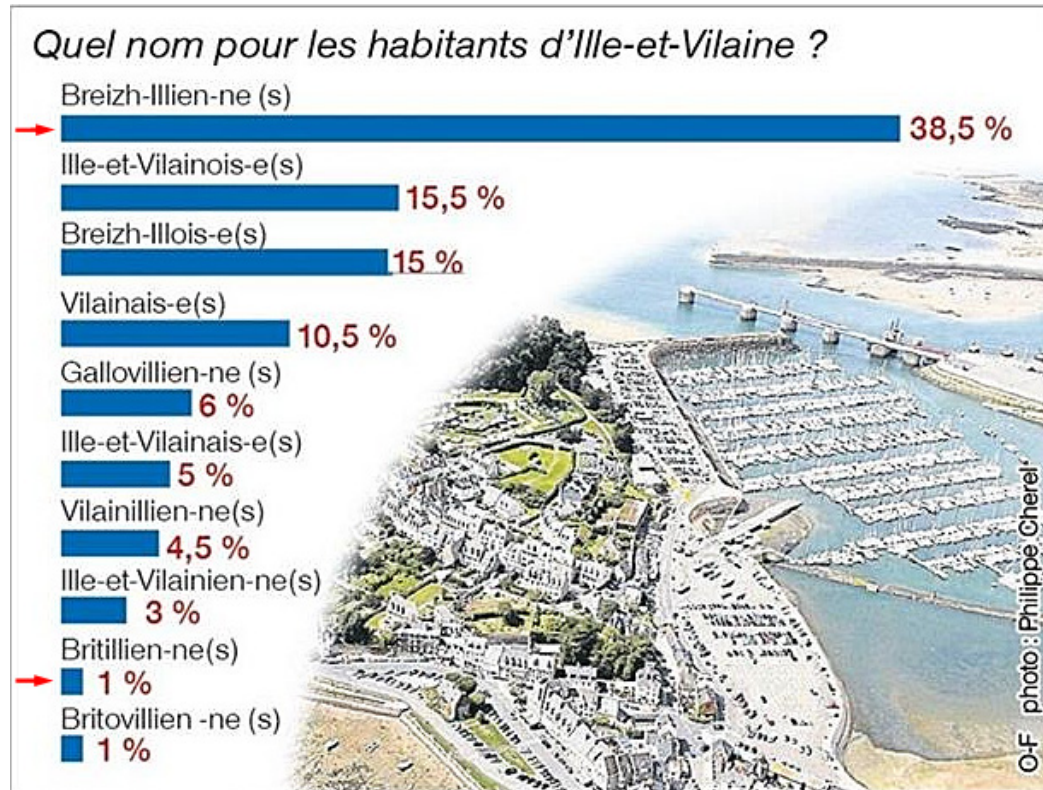 Quel nom pour les habitants d'Ille-et-Vilaine ?
Breizh-Illien-ne (s)
38,5 %
Ille-et-Vilainois-e(s)
15,5 %
Breizh-Illois-e(s)
15 %
Vilainais-e(s)
10,5 %
Gallovillien-ne (s)
6 %
Ille-et-Vilainais-e(s)
5 %
Vilainillien-ne(s)
4,5 %
Ille-et-Vilainien-ne(s)
3 %
Britillien-ne(s)
1 %
Britovillien -ne (s)
1 %
O-F photo : Philippe Cherel